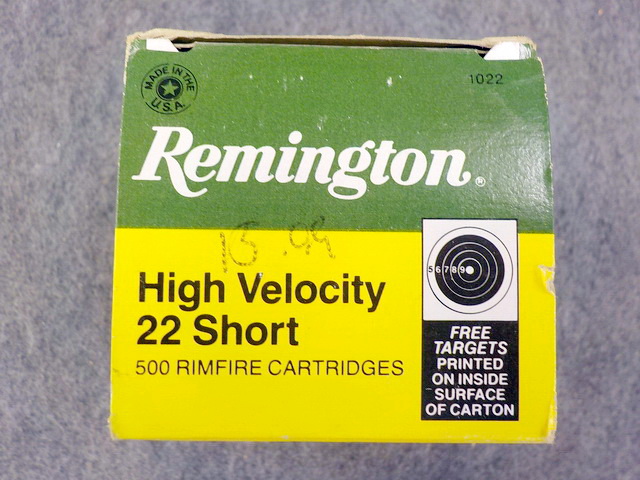 MADE IN THE
U.S.A.
1022
Remington®
15.99
High Velocity
22 Short
500 RIMFIRE CARTRIDGES
5 6 7 8 9
FREE
TARGETS
PRINTED
ON INSIDE
SURFACE
OF CARTON